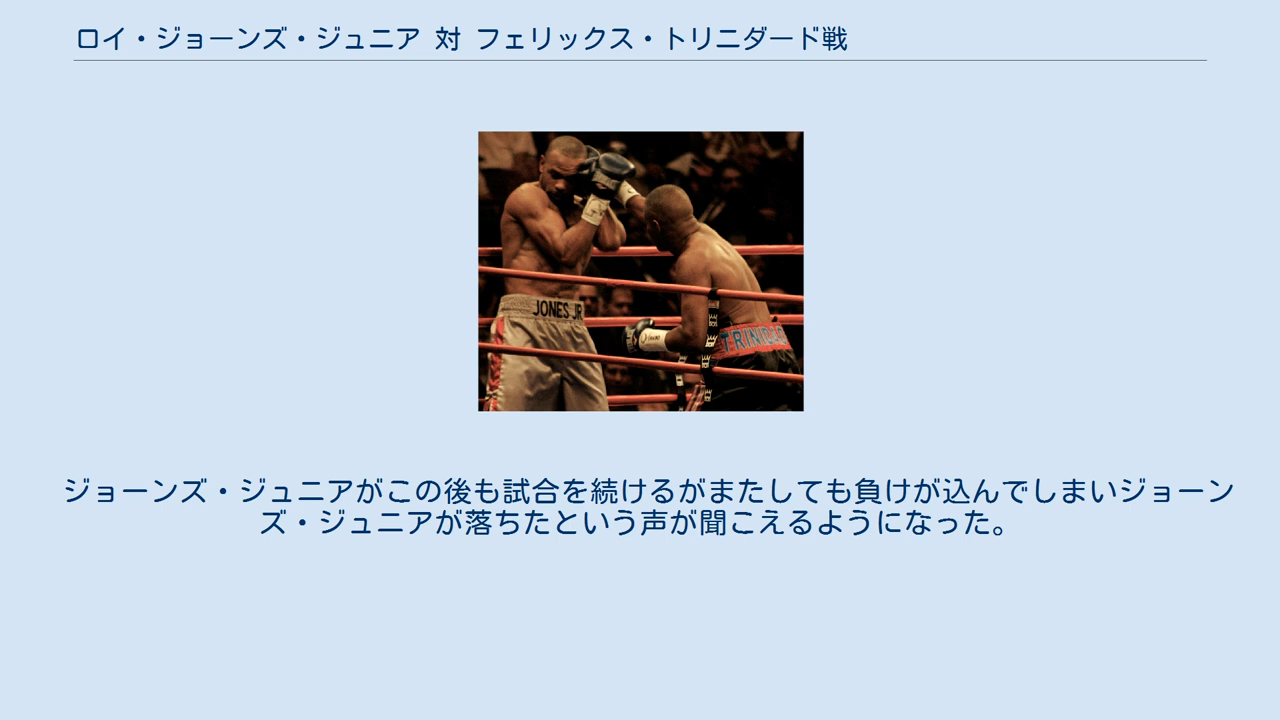 ロイ・ジョーンズ・ジュニア 対 フェリックス・トリニダード戦
JONES JR
TRINIDAD
ジョーンズ・ジュニアがこの後も試合を続けるがまたしても負けが込んでしまいジョーン
ズ・ジュニアが落ちたという声が聞こえるようになった。